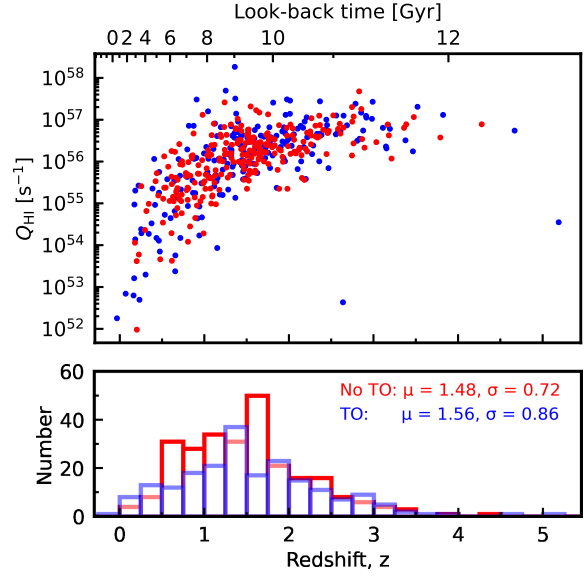 Look-back time [Gyr]
0 2 4 6 8 10 12
10^58
10^57
10^56
10^55
10^54
10^53
10^52
Q_HI [s^−1]
60
40
20
0
Number
No TO: μ = 1.48, σ = 0.72
TO: μ = 1.56, σ = 0.86
0 1 2 3 4 5
Redshift, z